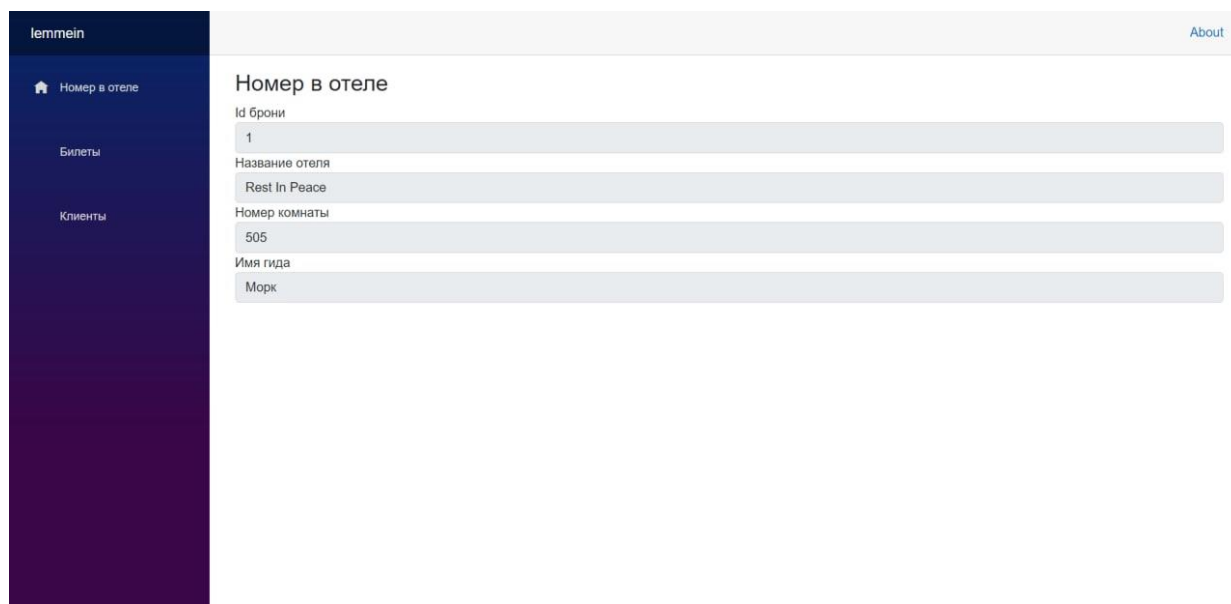 lemmein
About
Номер в отеле
Билеты
Клиенты
Номер в отеле
Id брони
1
Название отеля
Rest In Peace
Номер комнаты
505
Имя гида
Морк